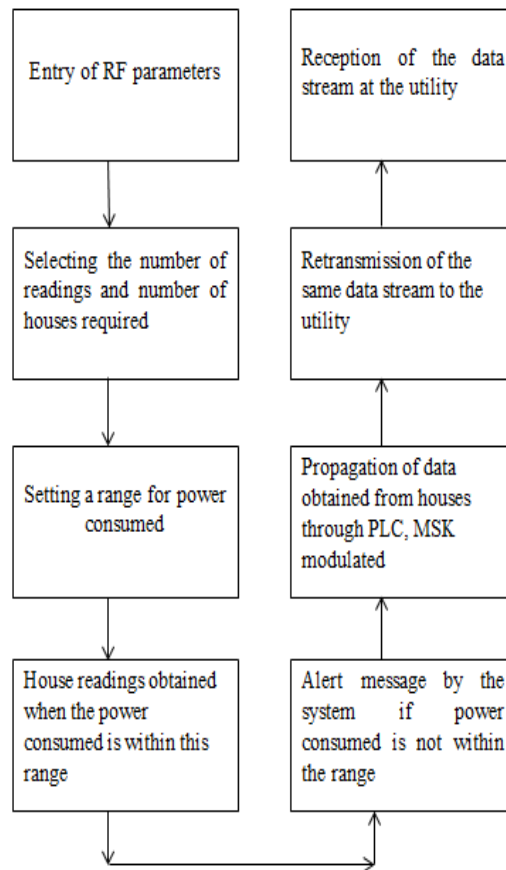 Entry of RF parameters
Selecting the number of
readings and number of
houses required
Setting a range for power
consumed
House readings obtained
when the power
consumed is within this
range
Alert message by the
system if power
consumed is not within
the range
Propagation of data
obtained from houses
through PLC, MSK
modulated
Retransmission of the
same data stream to the
utility
Reception of the data
stream at the utility